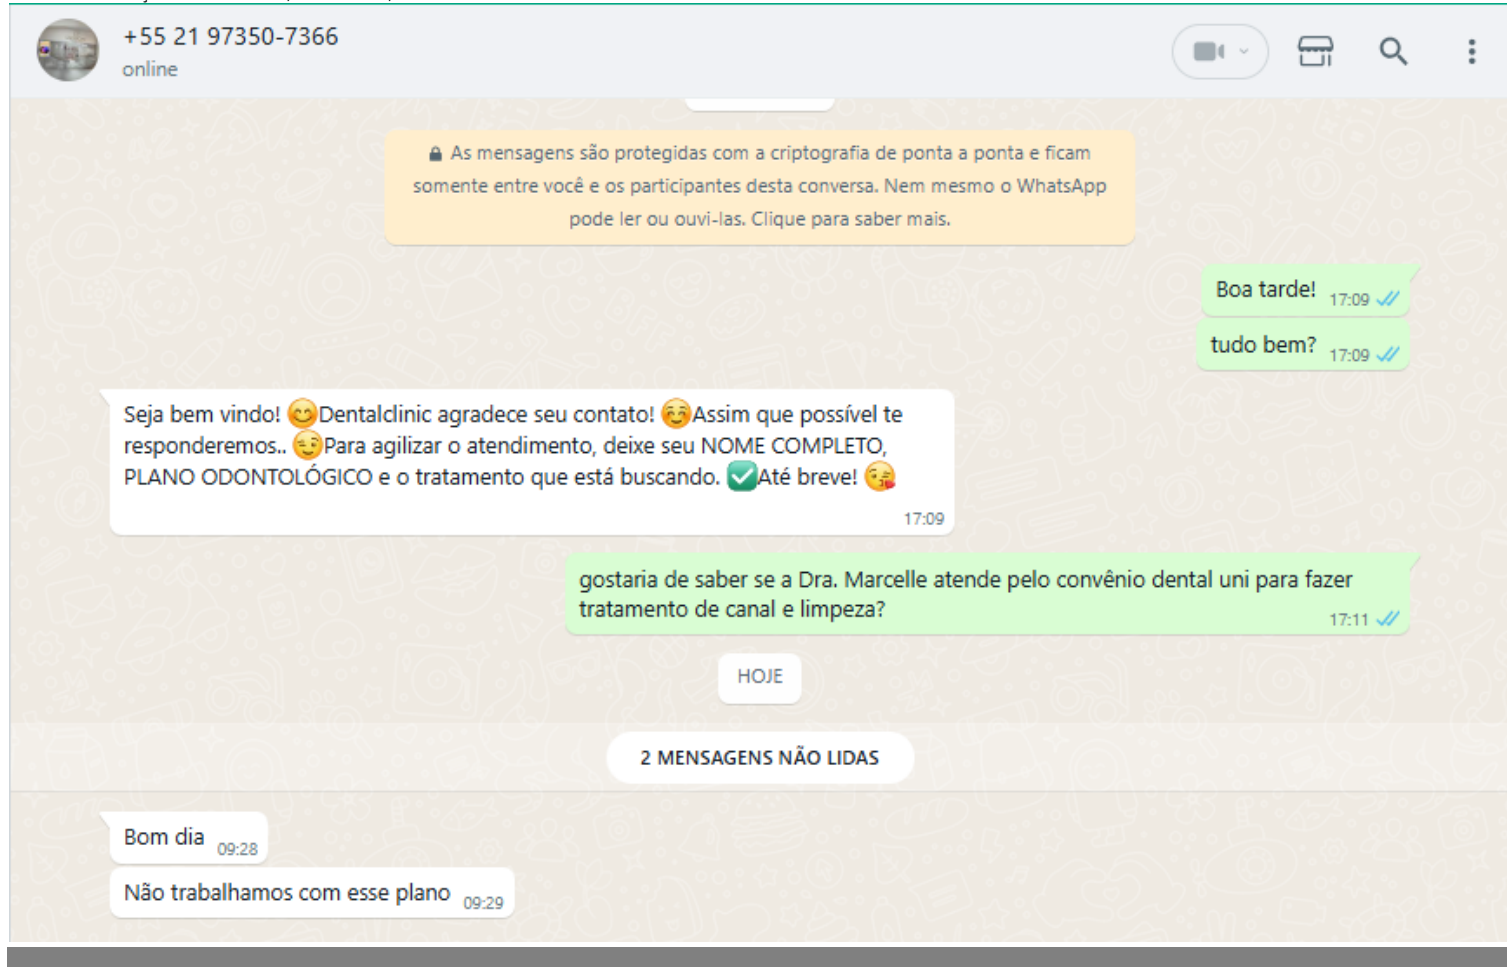 +55 21 97350-7366
online
As mensagens são protegidas com a criptografia de ponta a ponta e ficam
somente entre você e os participantes desta conversa. Nem mesmo o WhatsApp
pode ler ou ouvi-las. Clique para saber mais.
Boa tarde! 17:09
tudo bem? 17:09
Seja bem vindo! 😊Dentalclinic agradece seu contato! ☺️Assim que possível te
responderemos.. 😉Para agilizar o atendimento, deixe seu NOME COMPLETO,
PLANO ODONTOLÓGICO e o tratamento que está buscando. ✅Até breve! 😘
17:09
gostaria de saber se a Dra. Marcelle atende pelo convênio dental uni para fazer
tratamento de canal e limpeza?
17:11
HOJE
2 MENSAGENS NÃO LIDAS
Bom dia 09:28
Não trabalhamos com esse plano 09:29